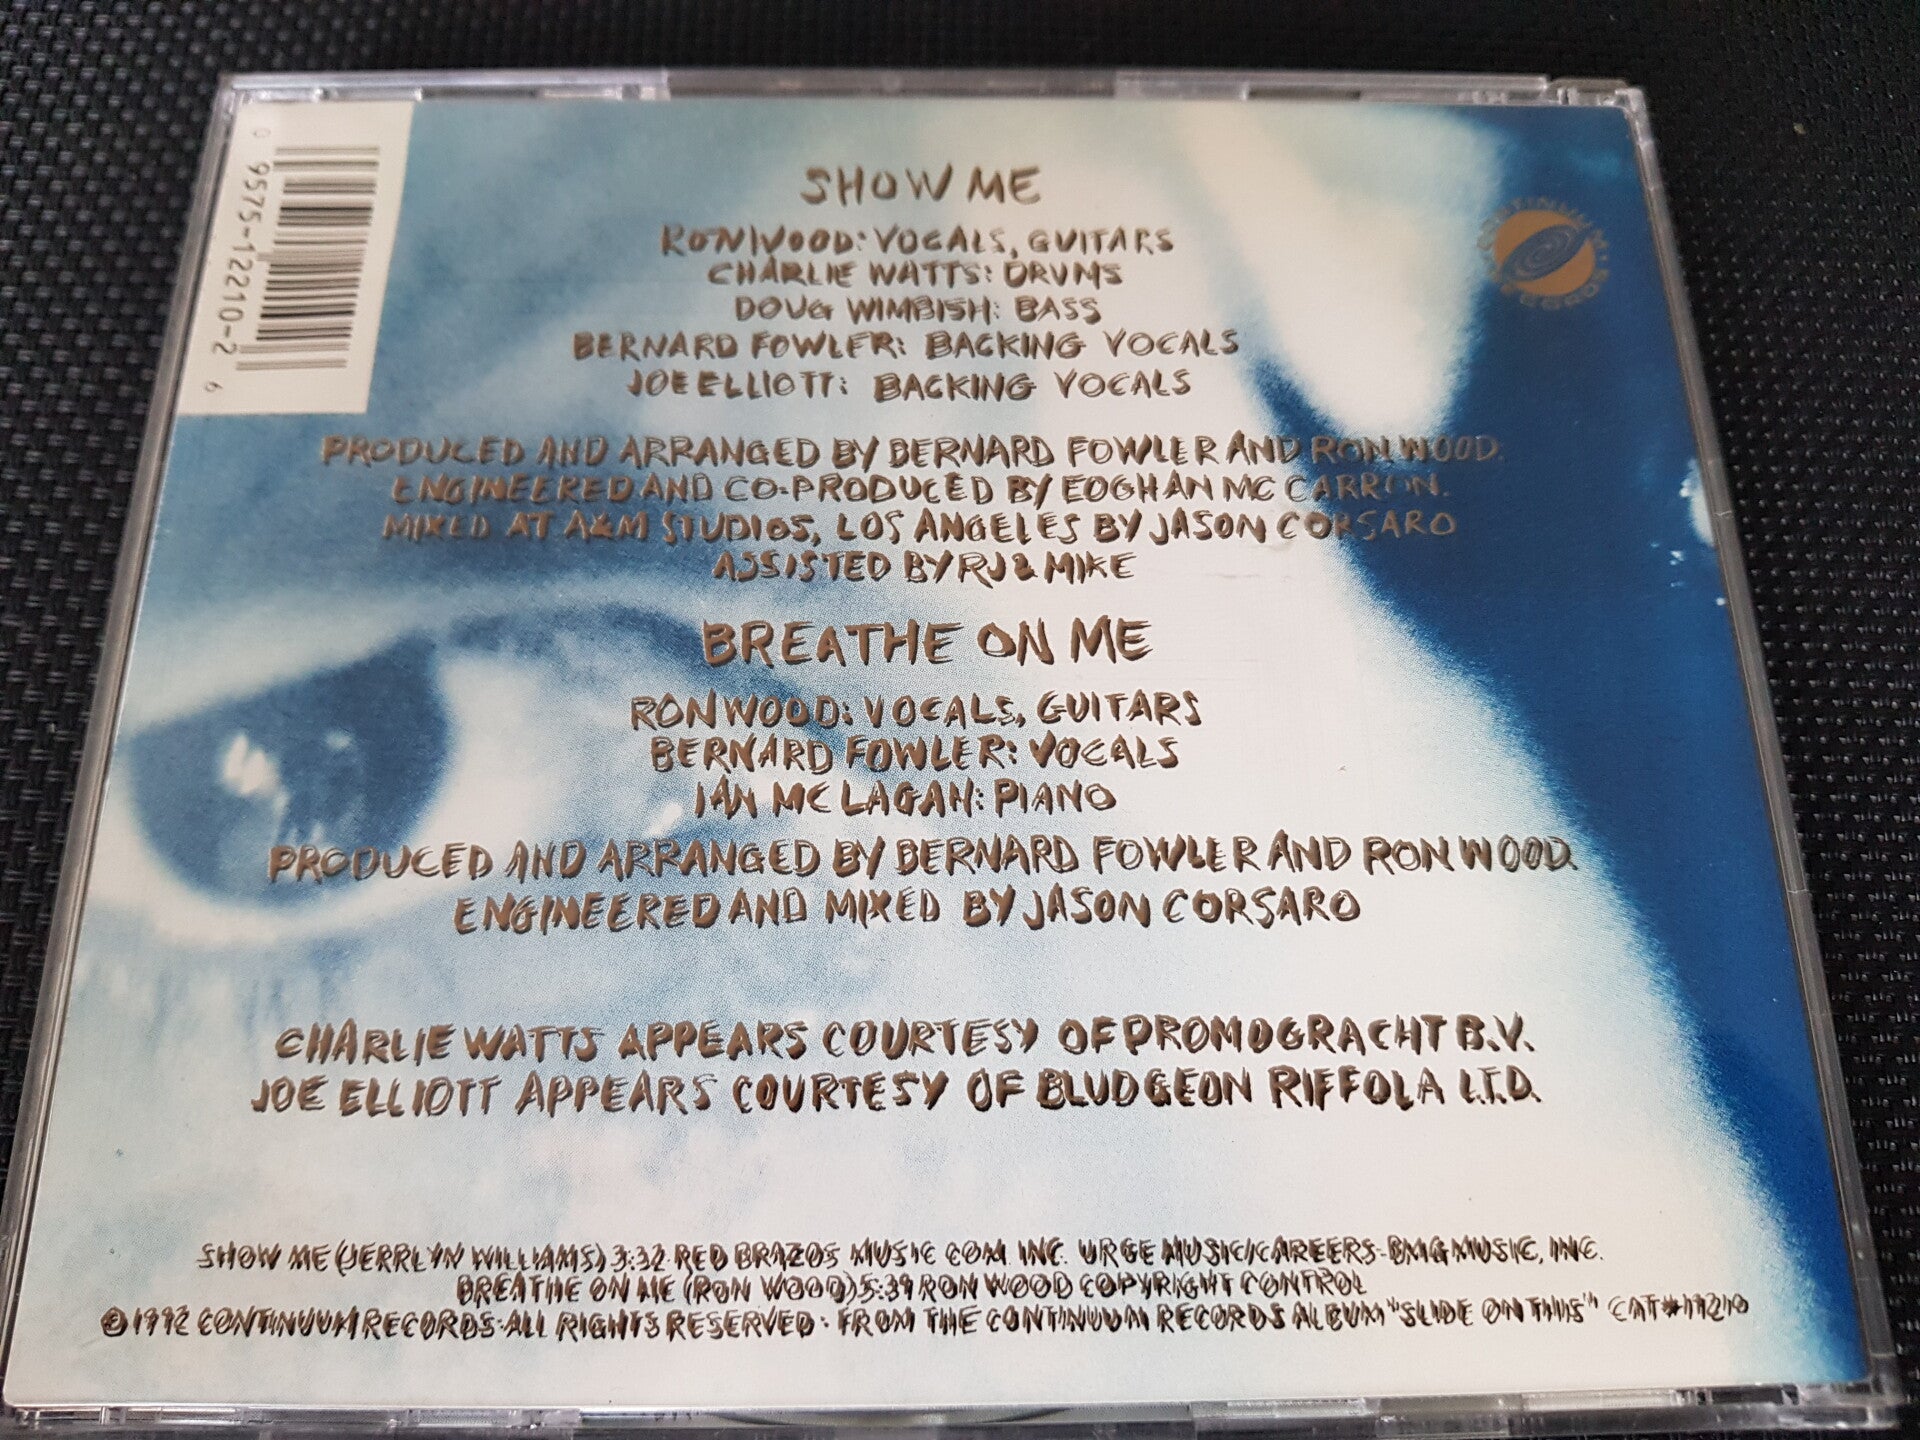 0 9575-12210-2 6
CONTINUUM RECORDS
SHOW ME
RON WOOD: VOCALS, GUITARS
CHARLIE WATTS: DRUMS
DOUG WIMBISH: BASS
BERNARD FOWLER: BACKING VOCALS
JOE ELLIOTT: BACKING VOCALS
PRODUCED AND ARRANGED BY BERNARD FOWLER AND RON WOOD.
ENGINEERED AND CO-PRODUCED BY EOGHAN MC CARRON.
MIXED AT A&M STUDIOS, LOS ANGELES BY JASON CORSARO
ASSISTED BY RJ & MIKE
BREATHE ON ME
RON WOOD: VOCALS, GUITARS
BERNARD FOWLER: VOCALS
IAN MC LAGAN: PIANO
PRODUCED AND ARRANGED BY BERNARD FOWLER AND RON WOOD.
ENGINEERED AND MIXED BY JASON CORSARO
CHARLIE WATTS APPEARS COURTESY OF PROMOGRACHT B.V.
JOE ELLIOTT APPEARS COURTESY OF BLUDGEON RIFFOLA L.T.D.
SHOW ME (JERRLYN WILLIAMS) 3:32 RED BRAZOS MUSIC COM. INC. URGE MUSIC/CAREERS-BMG MUSIC, INC.
BREATHE ON ME (RON WOOD) 5:39 RON WOOD COPYRIGHT CONTROL
© 1992 CONTINUUM RECORDS · ALL RIGHTS RESERVED · FROM THE CONTINUUM RECORDS ALBUM "SLIDE ON THIS" CAT#19210